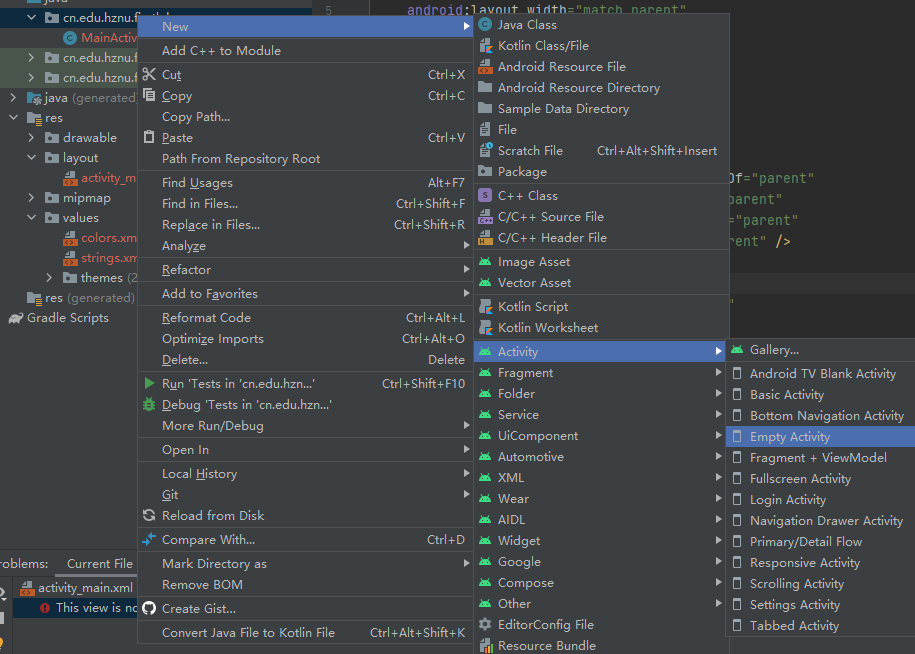 java
cn.edu.hznu.f
MainActiv
cn.edu.hznu.f
cn.edu.hznu.f
java (generated)
res
drawable
layout
activity_m
mipmap
values
colors.xm
strings.xm
themes (2
res (generated)
Gradle Scripts
roblems: Current File
activity_main.xml
This view is no
5 android:layout_width="match_parent"
Of="parent"
parent"
="parent"
rent" />
"
New
Add C++ to Module
Cut Ctrl+X
Copy Ctrl+C
Copy Path...
Paste Ctrl+V
Path From Repository Root
Find Usages Alt+F7
Find in Files... Ctrl+Shift+F
Replace in Files... Ctrl+Shift+R
Analyze
Refactor
Add to Favorites
Reformat Code Ctrl+Alt+L
Optimize Imports Ctrl+Alt+O
Delete... Delete
Run 'Tests in 'cn.edu.hzn...' Ctrl+Shift+F10
Debug 'Tests in 'cn.edu.hzn...'
More Run/Debug
Open In
Local History
Git
Reload from Disk
Compare With... Ctrl+D
Mark Directory as
Remove BOM
Create Gist...
Convert Java File to Kotlin File Ctrl+Alt+Shift+K
Java Class
Kotlin Class/File
Android Resource File
Android Resource Directory
Sample Data Directory
File
Scratch File Ctrl+Alt+Shift+Insert
Package
C++ Class
C/C++ Source File
C/C++ Header File
Image Asset
Vector Asset
Kotlin Script
Kotlin Worksheet
Activity
Fragment
Folder
Service
UiComponent
Automotive
XML
Wear
AIDL
Widget
Google
Compose
Other
EditorConfig File
Resource Bundle
Gallery...
Android TV Blank Activity
Basic Activity
Bottom Navigation Activity
Empty Activity
Fragment + ViewModel
Fullscreen Activity
Login Activity
Navigation Drawer Activity
Primary/Detail Flow
Responsive Activity
Scrolling Activity
Settings Activity
Tabbed Activity